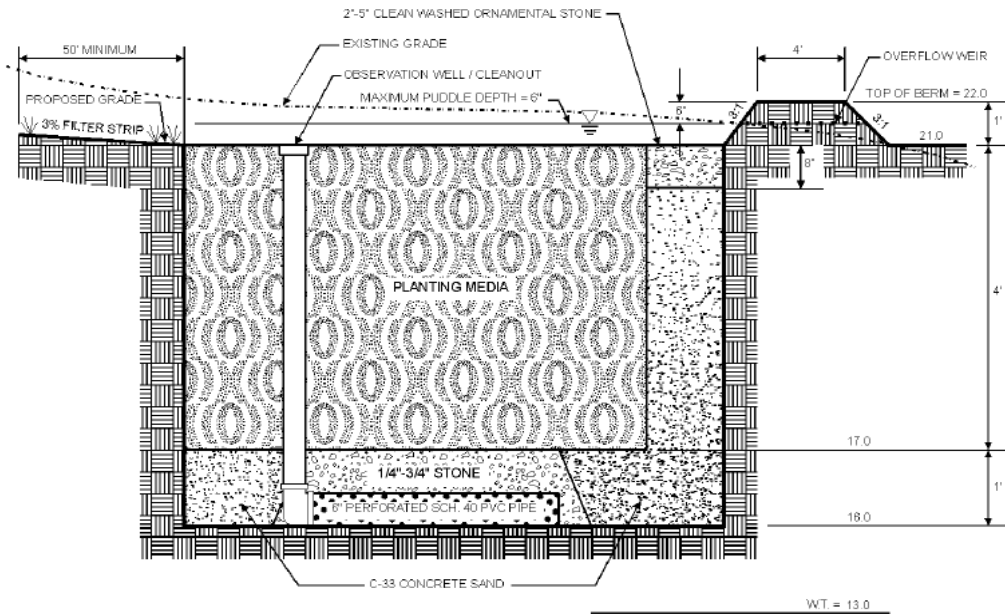 2"-5" CLEAN WASHED ORNAMENTAL STONE
50' MINIMUM
EXISTING GRADE
4'
OVERFLOW WEIR
OBSERVATION WELL / CLEANOUT
PROPOSED GRADE
MAXIMUM PUDDLE DEPTH = 6"
6"
TOP OF BERM = 22.0
3:1
3:1
1'
3% FILTER STRIP
21.0
8"
PLANTING MEDIA
4'
17.0
1/4"-3/4" STONE
6" PERFORATED SCH. 40 PVC PIPE
1'
16.0
C-33 CONCRETE SAND
W.T. = 13.0